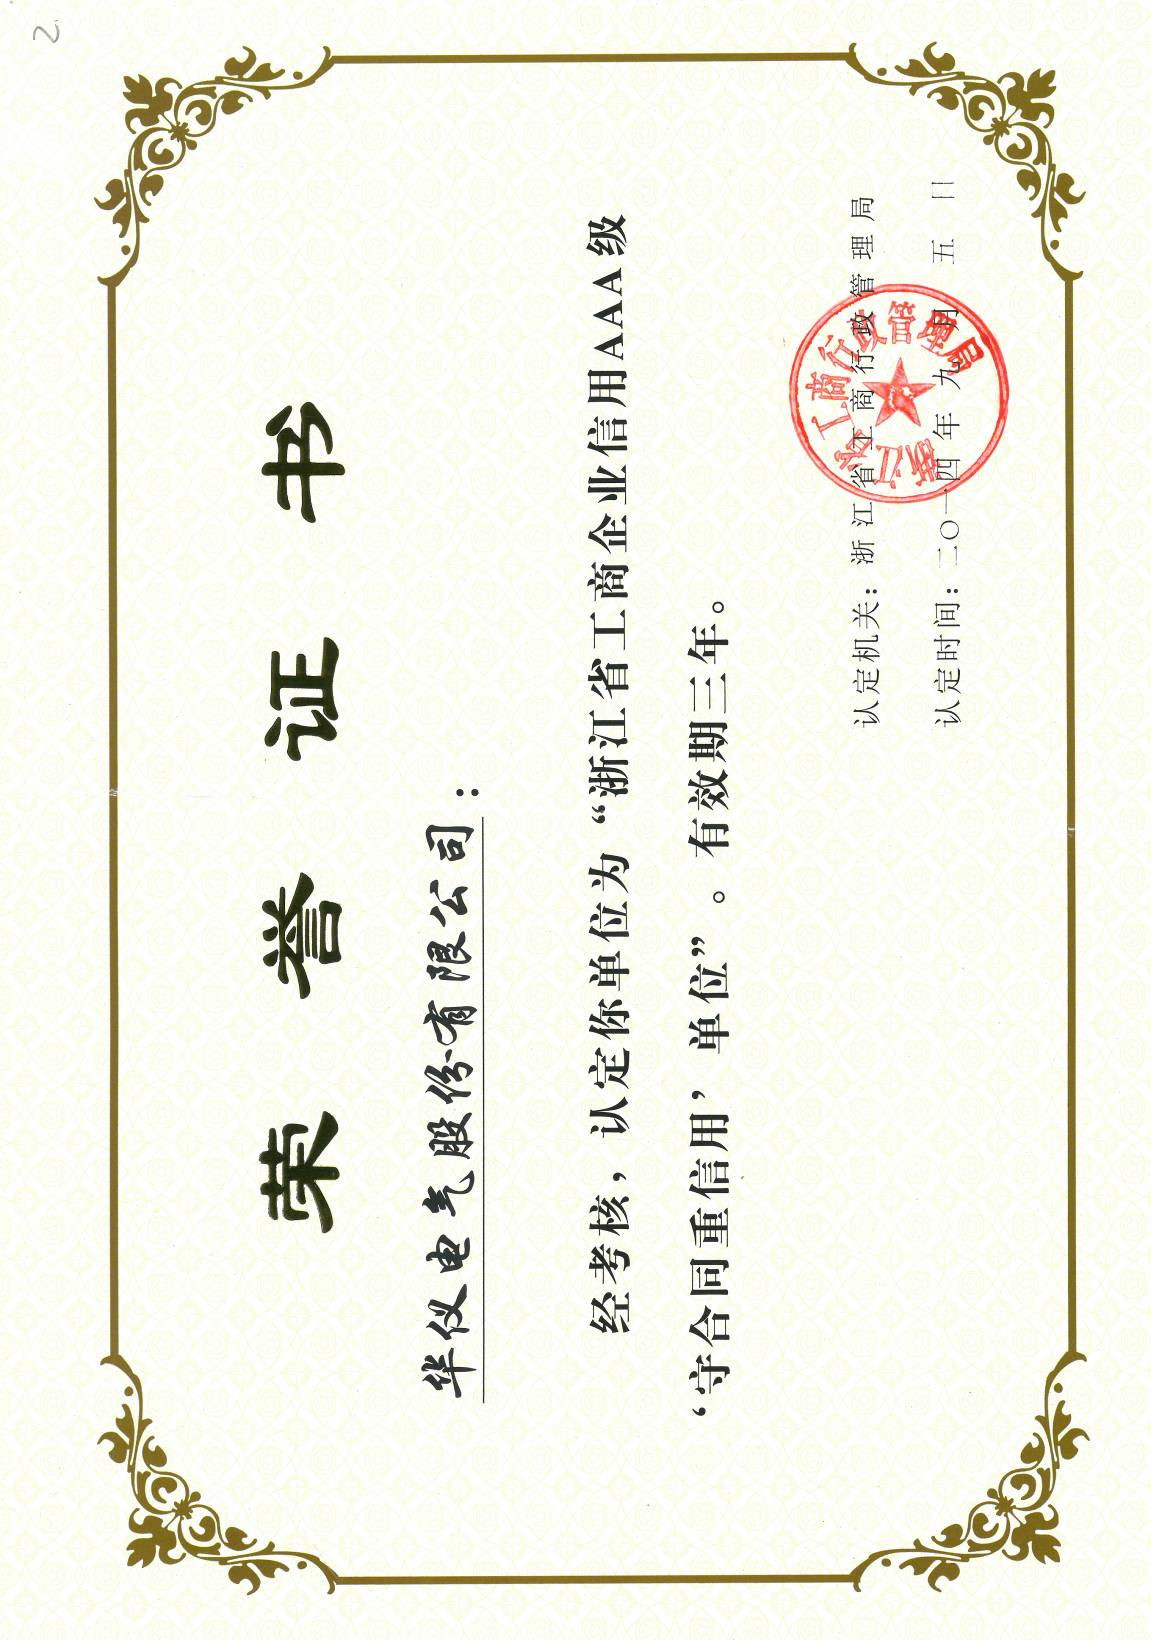 荣誉证书
华仪电气股份有限公司：
经考核，认定你单位为“浙江省工商企业信用AAA级
‘守合同重信用’单位”。有效期三年。
认定机关：浙江省工商行政管理局
认定时间：二〇一四年九月五日
浙江省工商行政管理局
2